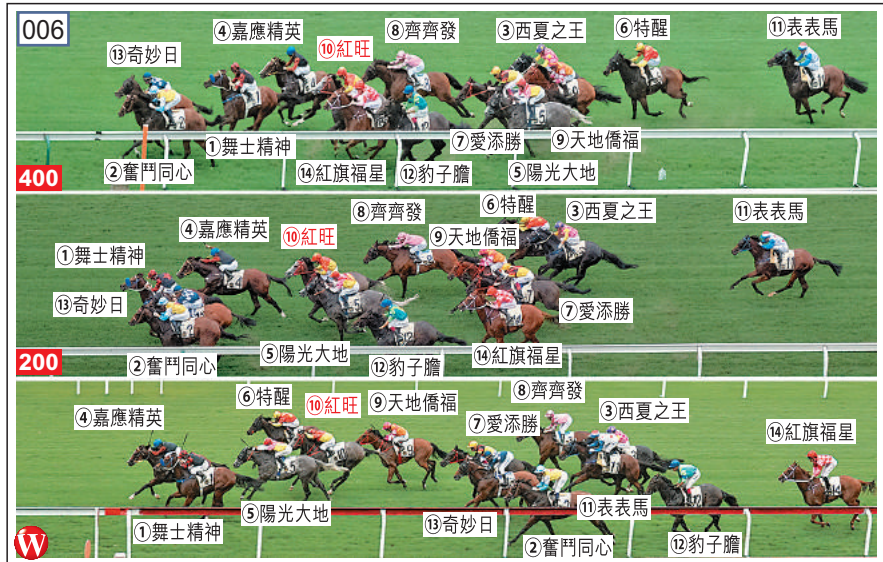 006
④嘉應精英
⑧齊齊發
③西夏之王
⑥特醒
⑪表表馬
⑬奇妙日
⑩紅旺
①舞士精神
⑦愛添勝
⑨天地僑福
②奮鬥同心
⑭紅旗福星
⑫豹子膽
⑤陽光大地
400
⑥特醒
⑧齊齊發
③西夏之王
⑪表表馬
④嘉應精英
⑩紅旺
⑨天地僑福
①舞士精神
⑬奇妙日
⑦愛添勝
⑤陽光大地
⑭紅旗福星
②奮鬥同心
⑫豹子膽
200
⑧齊齊發
⑥特醒
⑩紅旺
⑨天地僑福
③西夏之王
④嘉應精英
⑦愛添勝
⑭紅旗福星
⑤陽光大地
⑪表表馬
①舞士精神
⑬奇妙日
②奮鬥同心
⑫豹子膽
W